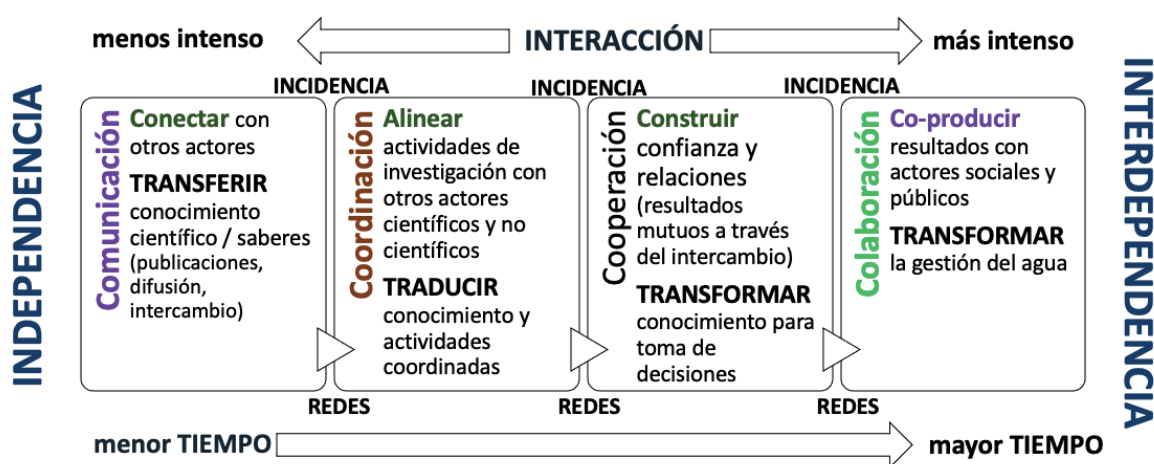 menos intenso
INTERACCIÓN
más intenso
INDEPENDENCIA
INCIDENCIA
INCIDENCIA
INCIDENCIA
Comunicación
Conectar con
otros actores
TRANSFERIR
conocimiento
científico / saberes
(publicaciones,
difusión,
intercambio)
Coordinación
Alinear
actividades de
investigación con
otros actores
científicos y no
científicos
TRADUCIR
conocimiento y
actividades
coordinadas
Cooperación
Construir
confianza y
relaciones
(resultados
mutuos a través
del intercambio)
TRANSFORMAR
conocimiento para
toma de
decisiones
Colaboración
Co-producir
resultados con
actores sociales y
públicos
TRANSFORMAR
la gestión del agua
INTERDEPENDENCIA
REDES
REDES
REDES
menor TIEMPO
mayor TIEMPO